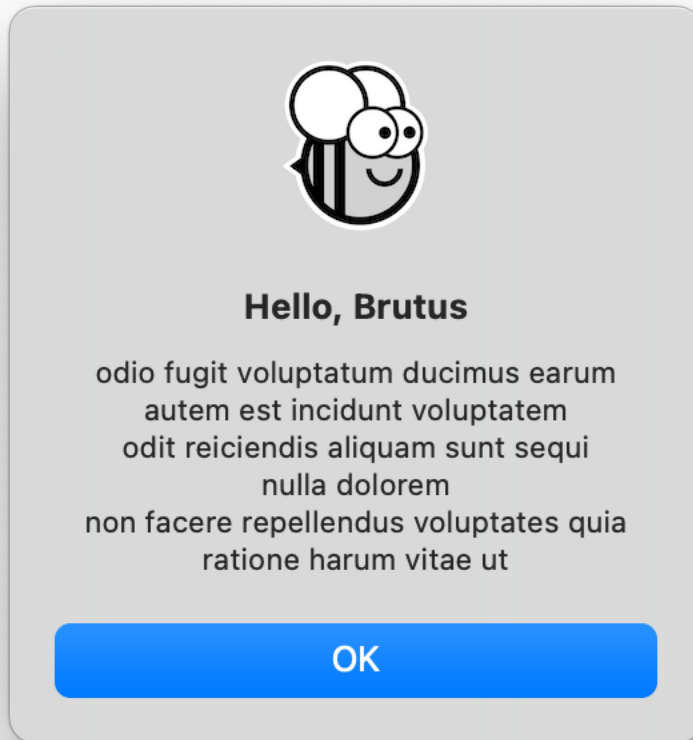 Hello, Brutus
odio fugit voluptatum ducimus earum
autem est incidunt voluptatem
odit reiciendis aliquam sunt sequi
nulla dolorem
non facere repellendus voluptates quia
ratione harum vitae ut
OK